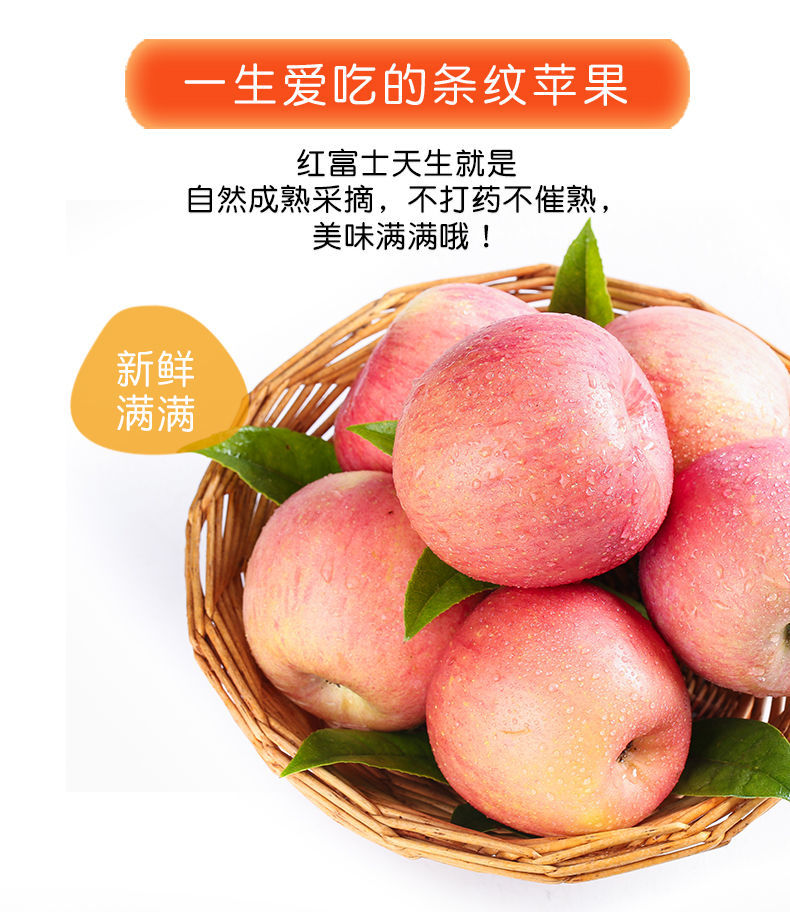 一生爱吃的条纹苹果
红富士天生就是
自然成熟采摘，不打药不催熟，
美味满满哦！
新鲜
满满